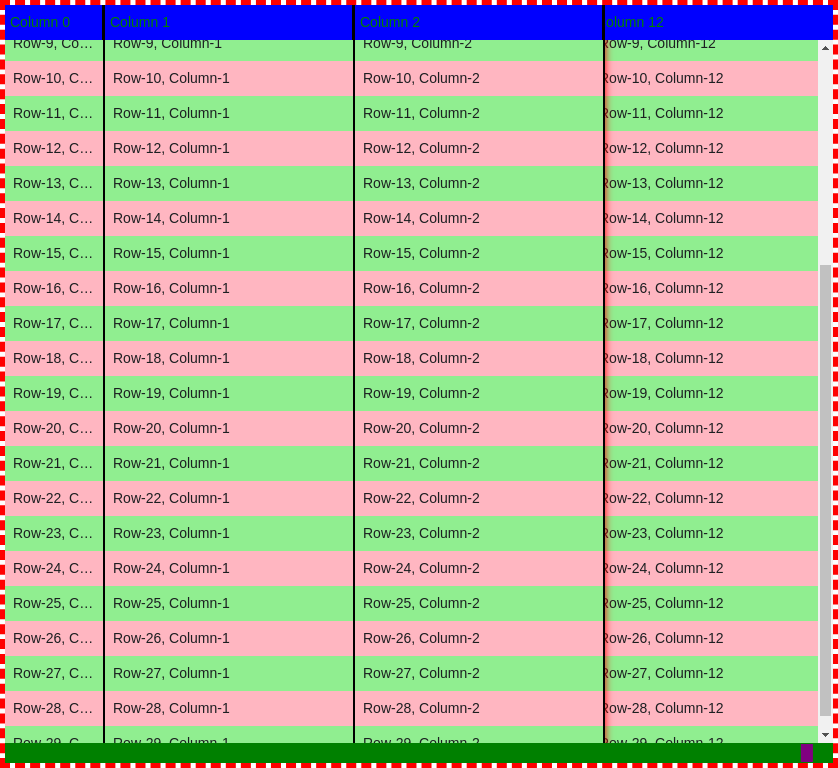 Column 0 Column 1 Column 2 olumn 12
Row-9, Co… Row-9, Column-1 Row-9, Column-2 Row-9, Column-12
Row-10, C… Row-10, Column-1 Row-10, Column-2 Row-10, Column-12
Row-11, C… Row-11, Column-1 Row-11, Column-2 Row-11, Column-12
Row-12, C… Row-12, Column-1 Row-12, Column-2 Row-12, Column-12
Row-13, C… Row-13, Column-1 Row-13, Column-2 Row-13, Column-12
Row-14, C… Row-14, Column-1 Row-14, Column-2 Row-14, Column-12
Row-15, C… Row-15, Column-1 Row-15, Column-2 Row-15, Column-12
Row-16, C… Row-16, Column-1 Row-16, Column-2 Row-16, Column-12
Row-17, C… Row-17, Column-1 Row-17, Column-2 Row-17, Column-12
Row-18, C… Row-18, Column-1 Row-18, Column-2 Row-18, Column-12
Row-19, C… Row-19, Column-1 Row-19, Column-2 Row-19, Column-12
Row-20, C… Row-20, Column-1 Row-20, Column-2 Row-20, Column-12
Row-21, C… Row-21, Column-1 Row-21, Column-2 Row-21, Column-12
Row-22, C… Row-22, Column-1 Row-22, Column-2 Row-22, Column-12
Row-23, C… Row-23, Column-1 Row-23, Column-2 Row-23, Column-12
Row-24, C… Row-24, Column-1 Row-24, Column-2 Row-24, Column-12
Row-25, C… Row-25, Column-1 Row-25, Column-2 Row-25, Column-12
Row-26, C… Row-26, Column-1 Row-26, Column-2 Row-26, Column-12
Row-27, C… Row-27, Column-1 Row-27, Column-2 Row-27, Column-12
Row-28, C… Row-28, Column-1 Row-28, Column-2 Row-28, Column-12
Row-29, C… Row-29, Column-1 Row-29, Column-2 Row-29, Column-12